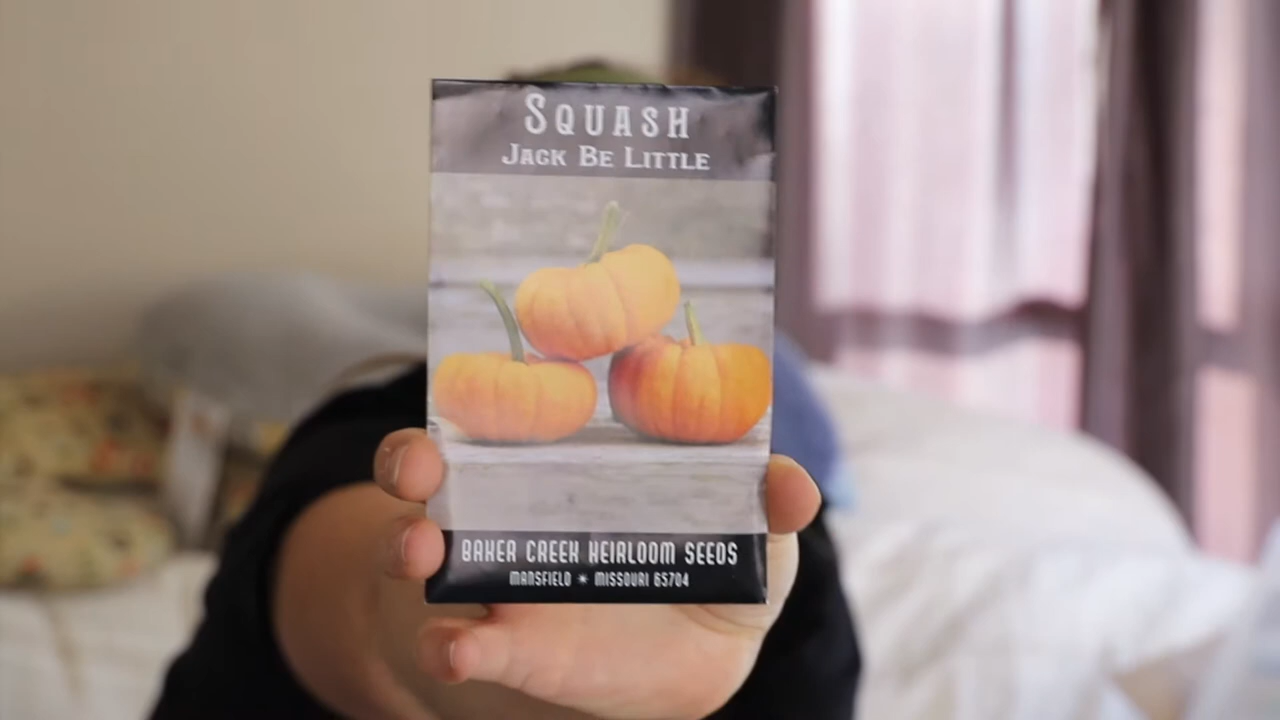 SQUASH
JACK BE LITTLE
BAKER CREEK HEIRLOOM SEEDS
MANSFIELD * MISSOURI 65704